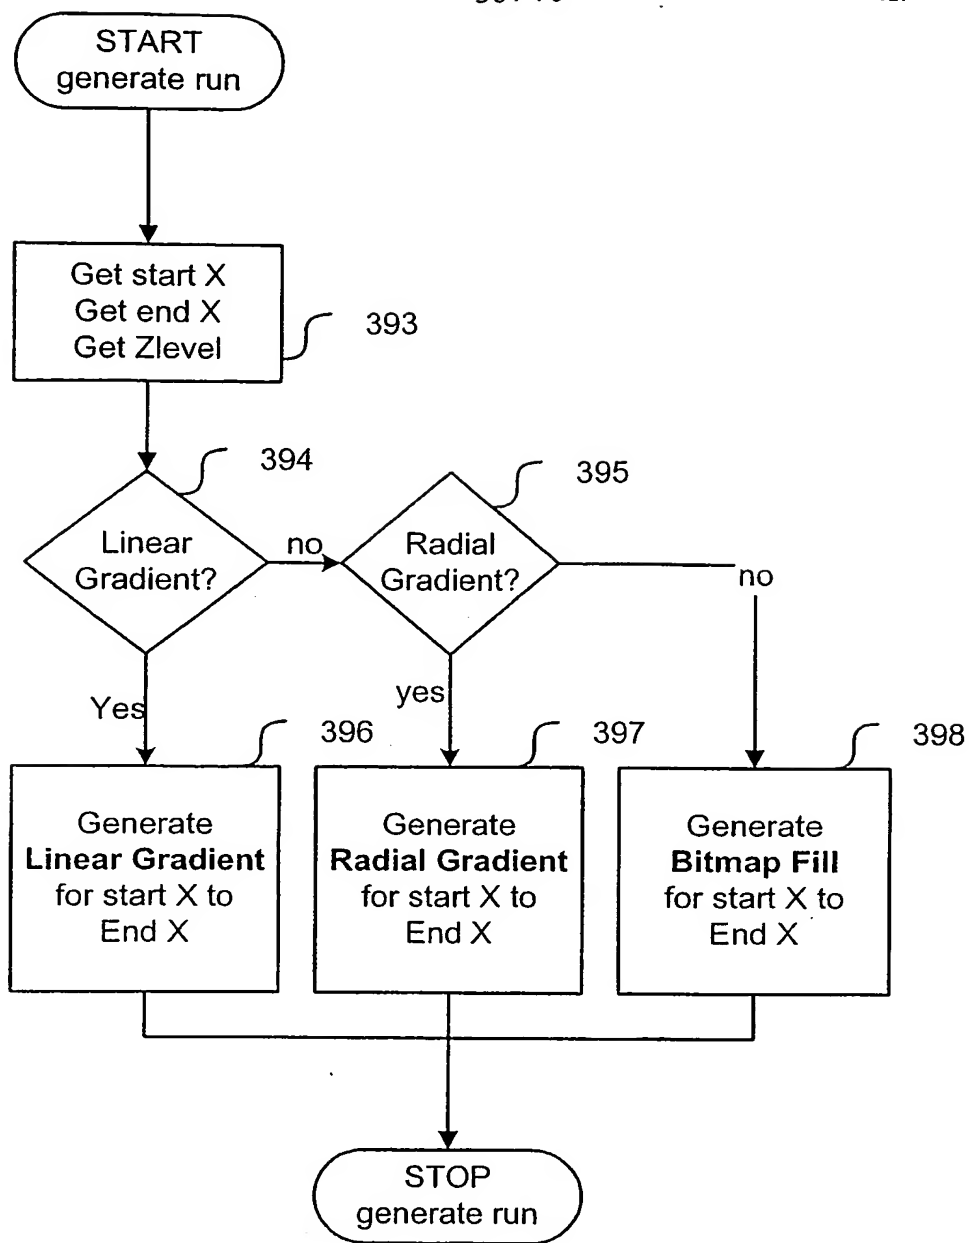 START
generate run
Get start X
Get end X
Get Zlevel
393
394
395
Linear
Gradient?
no
Radial
Gradient?
no
Yes
yes
396
397
398
Generate
Linear Gradient
for start X to
End X
Generate
Radial Gradient
for start X to
End X
Generate
Bitmap Fill
for start X to
End X
STOP
generate run